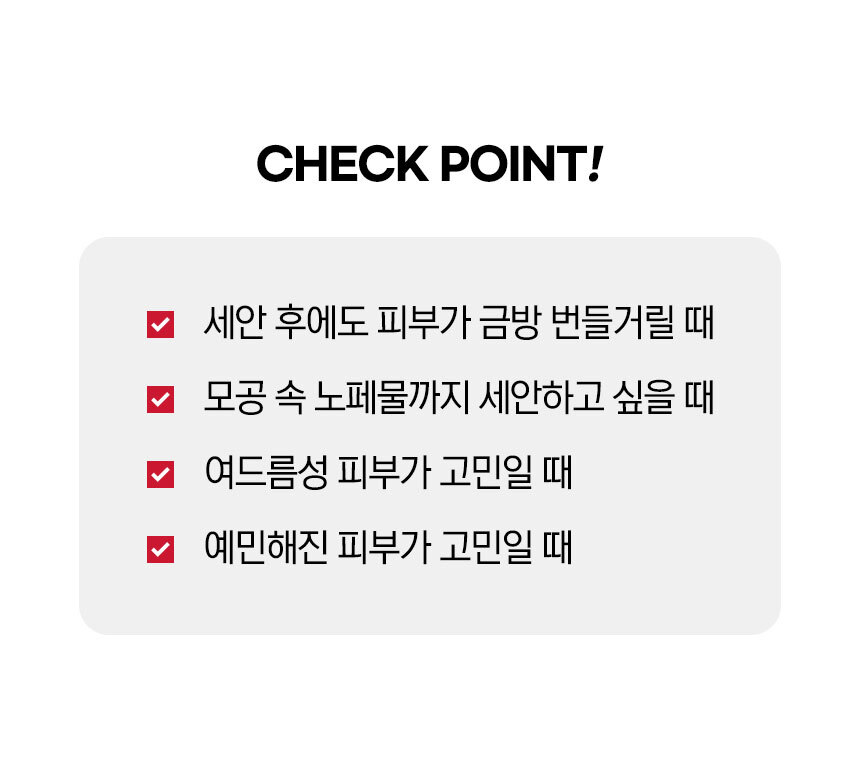 CHECK POINT!
세안 후에도 피부가 금방 번들거릴 때
모공 속 노페물까지 세안하고 싶을 때
여드름성 피부가 고민일 때
예민해진 피부가 고민일 때